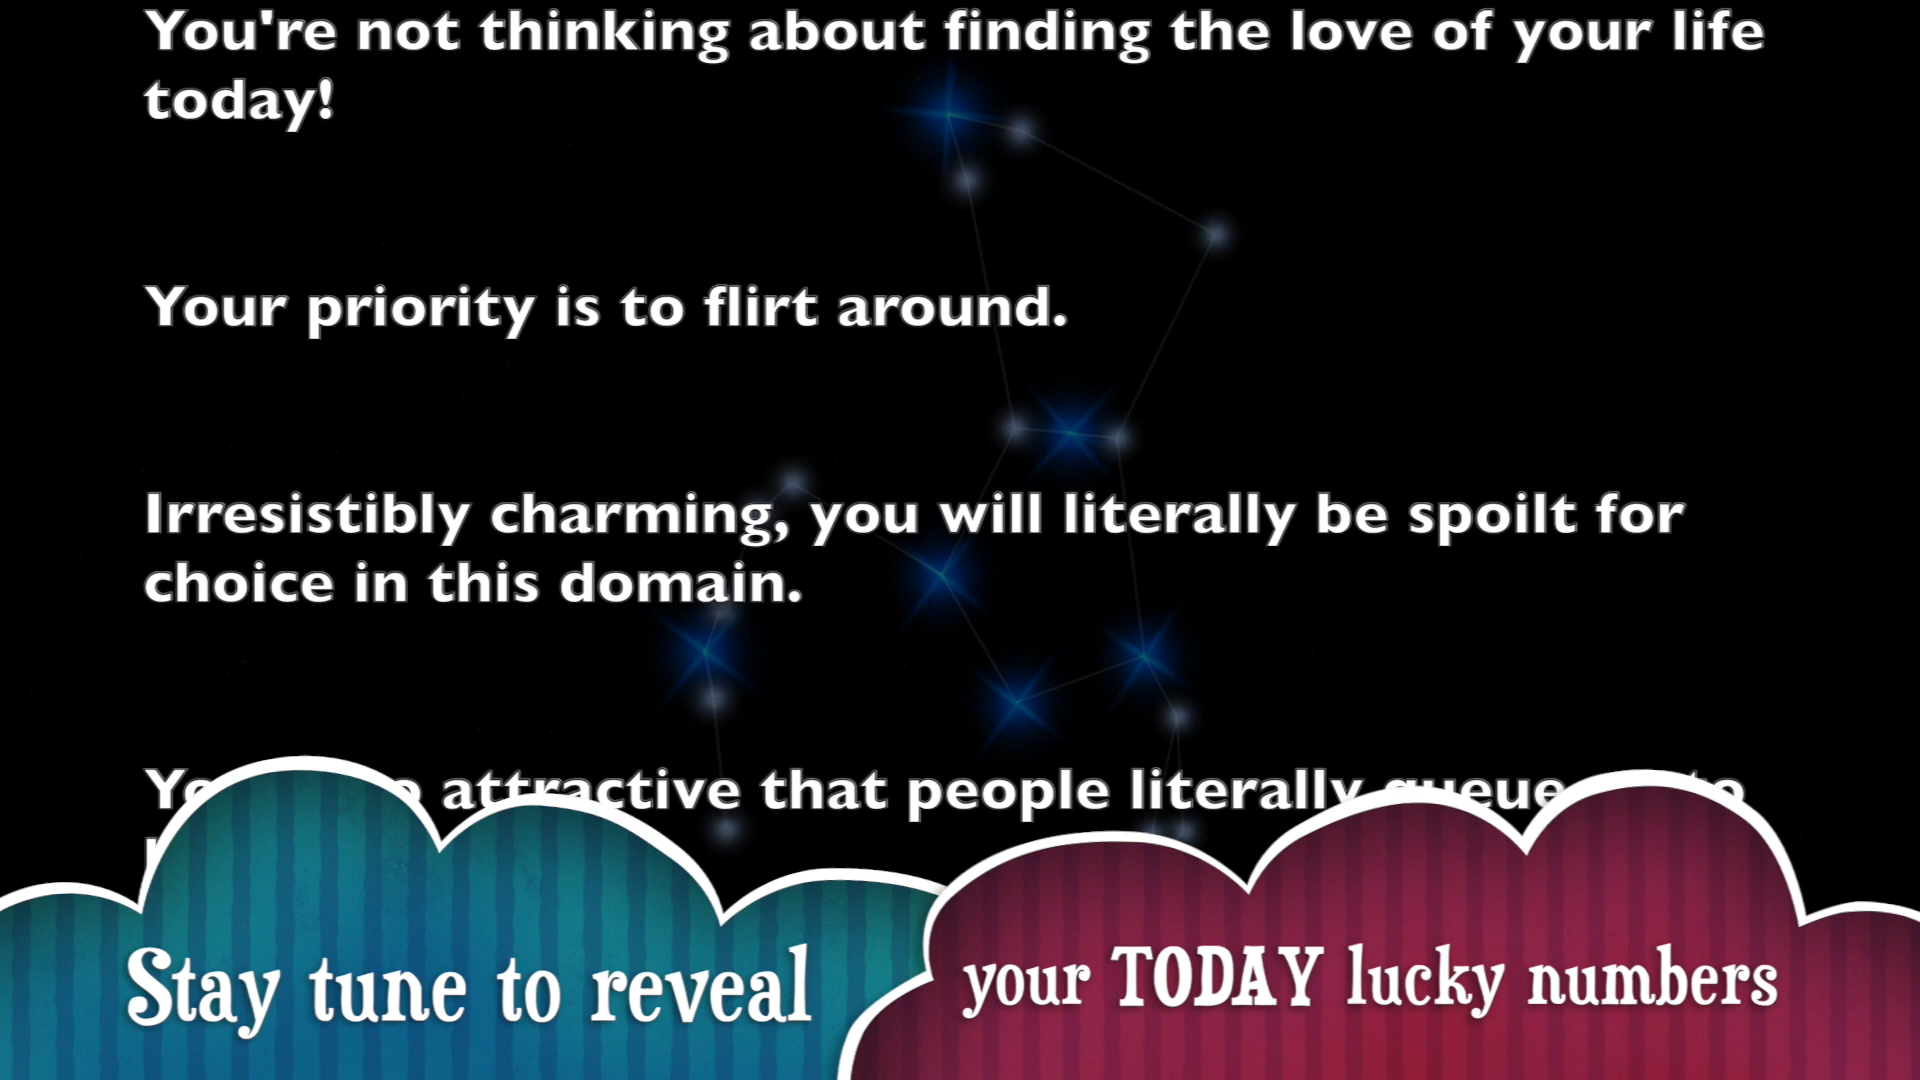 You're not thinking about finding the love of your life
today!
Your priority is to flirt around.
Irresistibly charming, you will literally be spoilt for
choice in this domain.
attractive that people literally queue
Stay tune to reveal
your TODAY lucky numbers